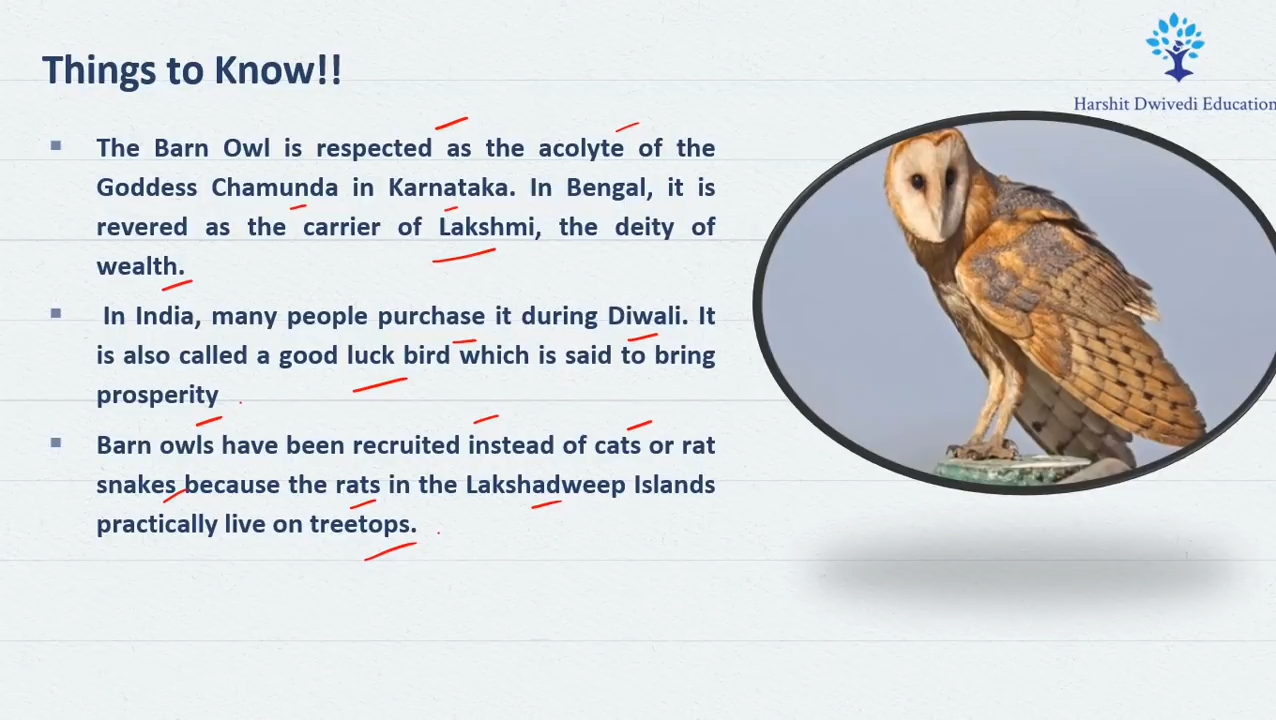 Things to Know!!
Harshit Dwivedi Education
▪ The Barn Owl is respected as the acolyte of the
Goddess Chamunda in Karnataka. In Bengal, it is
revered as the carrier of Lakshmi, the deity of
wealth.
▪ In India, many people purchase it during Diwali. It
is also called a good luck bird which is said to bring
prosperity
▪ Barn owls have been recruited instead of cats or rat
snakes because the rats in the Lakshadweep Islands
practically live on treetops.